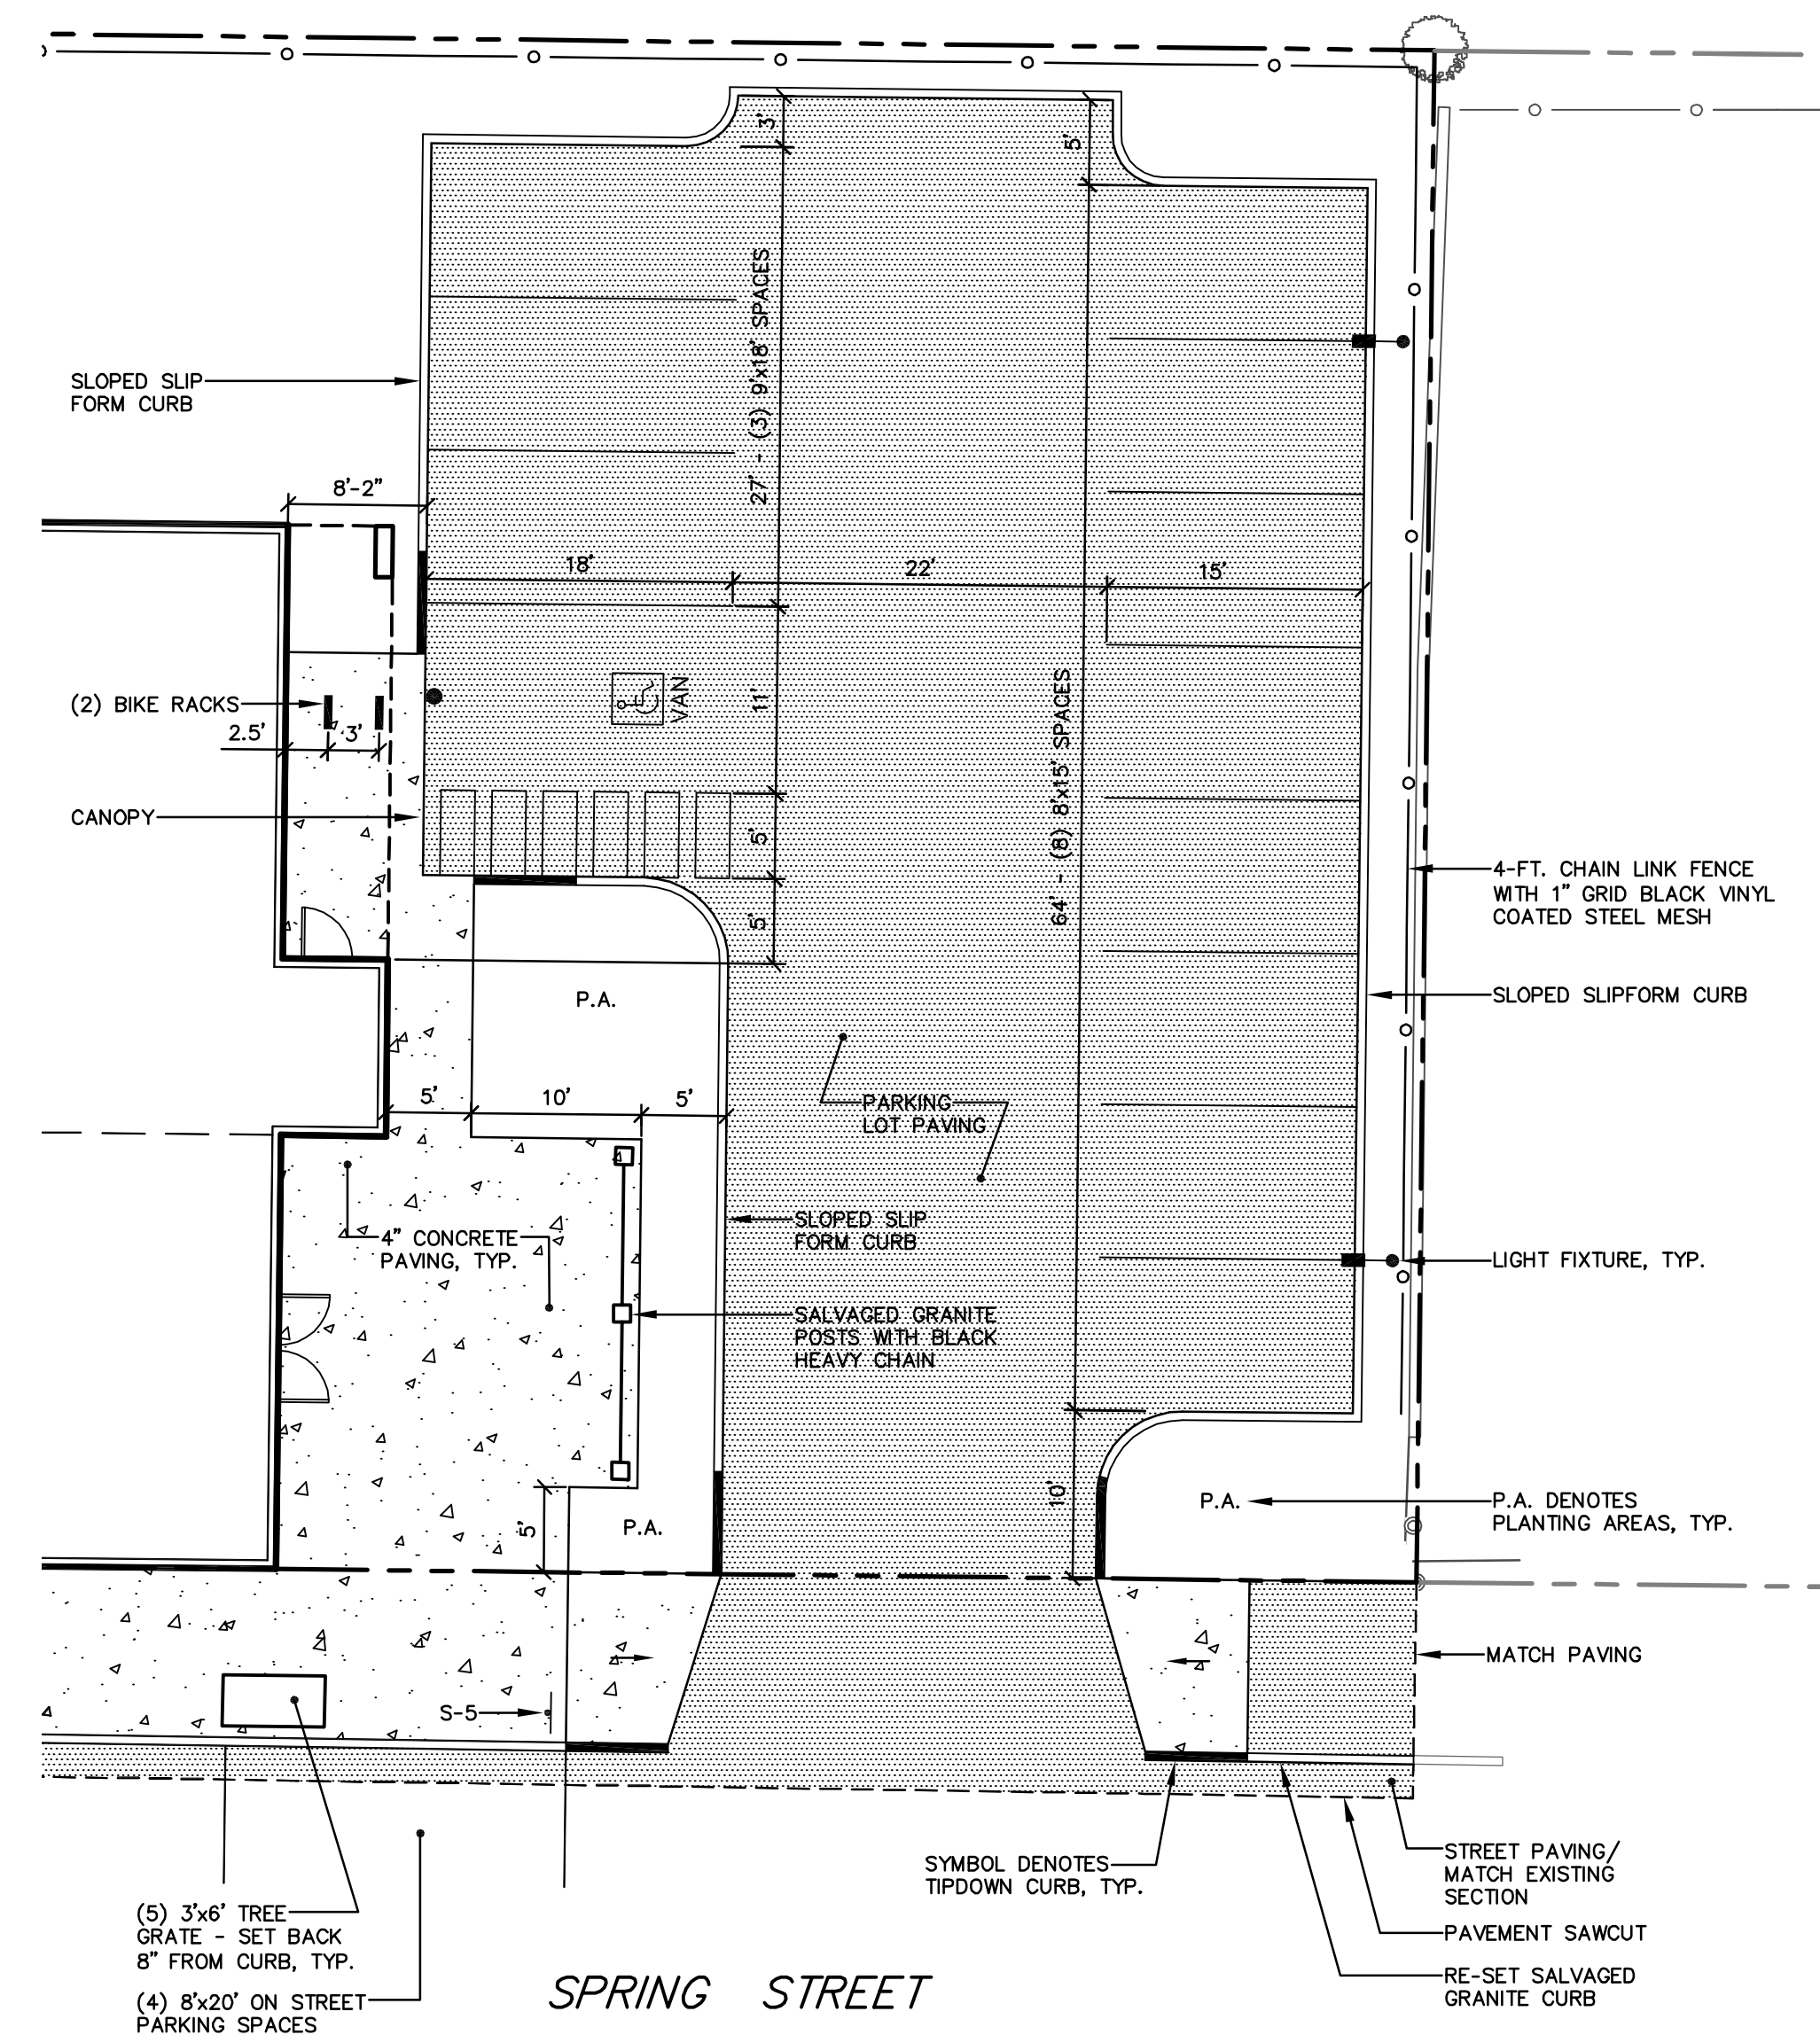 3'
5'
27' - (3) 9'x18' SPACES
SLOPED SLIP
FORM CURB
8'-2"
18'
22'
15'
(2) BIKE RACKS
2.5'
3'
VAN
11'
64' - (8) 8'x15' SPACES
CANOPY
5'
5'
4-FT. CHAIN LINK FENCE
WITH 1" GRID BLACK VINYL
COATED STEEL MESH
P.A.
SLOPED SLIPFORM CURB
5'
10'
5'
PARKING
LOT PAVING
4" CONCRETE
PAVING, TYP.
SLOPED SLIP
FORM CURB
LIGHT FIXTURE, TYP.
SALVAGED GRANITE
POSTS WITH BLACK
HEAVY CHAIN
5'
P.A.
10'
P.A.
P.A. DENOTES
PLANTING AREAS, TYP.
MATCH PAVING
S-5
SYMBOL DENOTES
TIPDOWN CURB, TYP.
STREET PAVING/
MATCH EXISTING
SECTION
PAVEMENT SAWCUT
RE-SET SALVAGED
GRANITE CURB
(5) 3'x6' TREE
GRATE - SET BACK
8" FROM CURB, TYP.
(4) 8'x20' ON STREET
PARKING SPACES
SPRING STREET